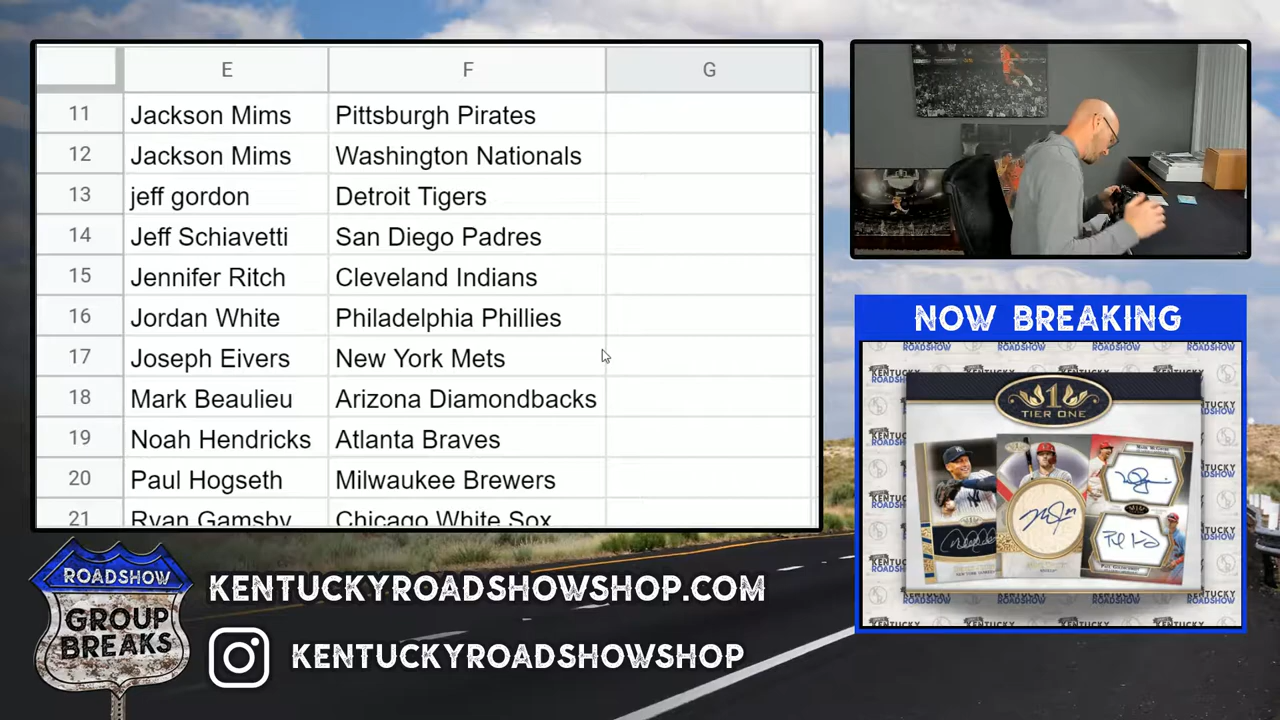 E F G
11 Jackson Mims Pittsburgh Pirates
12 Jackson Mims Washington Nationals
13 jeff gordon Detroit Tigers
14 Jeff Schiavetti San Diego Padres
15 Jennifer Ritch Cleveland Indians
16 Jordan White Philadelphia Phillies
17 Joseph Eivers New York Mets
18 Mark Beaulieu Arizona Diamondbacks
19 Noah Hendricks Atlanta Braves
20 Paul Hogseth Milwaukee Brewers
21 Ryan Gamsby Chicago White Sox
NOW BREAKING
1
TIER ONE
ROADSHOW
GROUP
BREAKS
KENTUCKYROADSHOWSHOP.COM
KENTUCKYROADSHOWSHOP